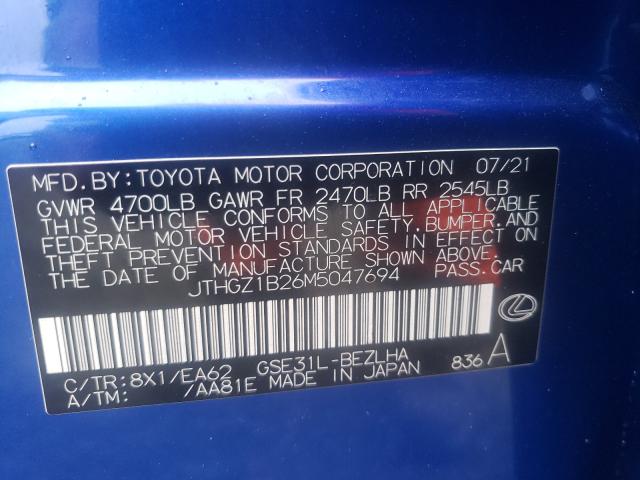 MFD.BY:TOYOTA MOTOR CORPORATION 07/21
GVWR 4700LB GAWR FR 2470LB RR 2545LB
THIS VEHICLE CONFORMS TO ALL APPLICABLE
FEDERAL MOTOR VEHICLE SAFETY,BUMPER,AND
THEFT PREVENTION STANDARDS IN EFFECT ON
THE DATE OF MANUFACTURE SHOWN ABOVE.
JTHGZ1B26M5047694 PASS.CAR
C/TR:8X1/EA62 GSE31L-BEZLHA 836A
A/TM: /AA81E MADE IN JAPAN